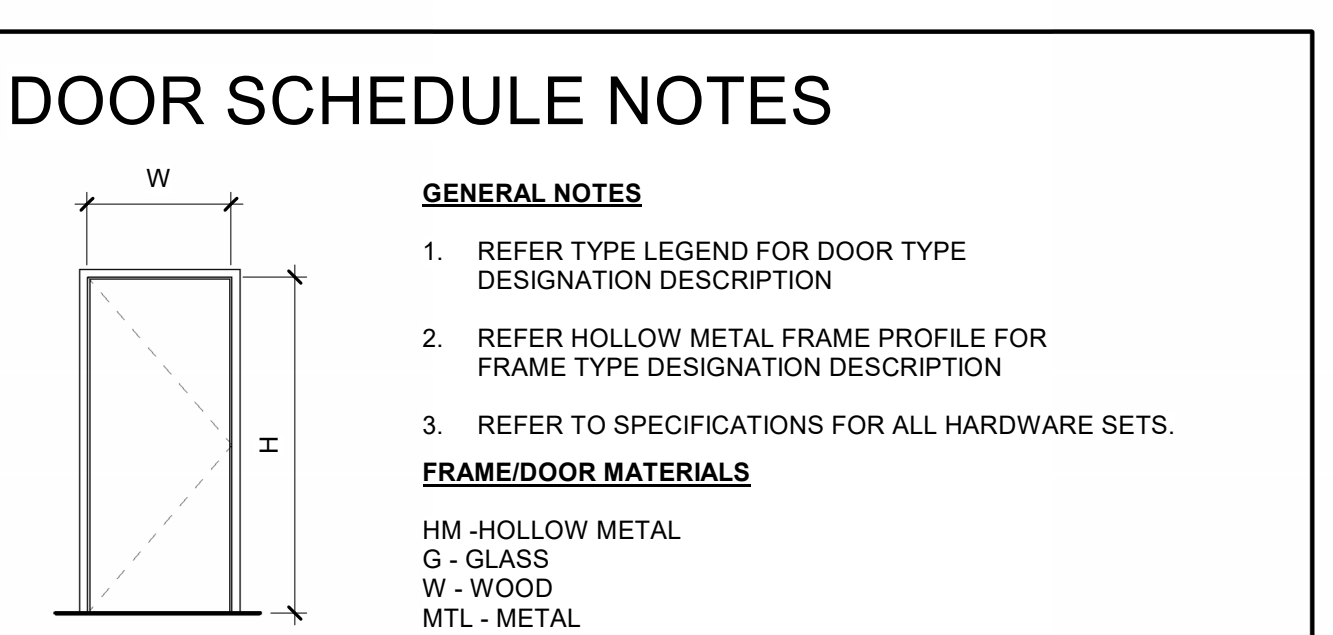 DOOR SCHEDULE NOTES
W
H
GENERAL NOTES
1. REFER TYPE LEGEND FOR DOOR TYPE
DESIGNATION DESCRIPTION
2. REFER HOLLOW METAL FRAME PROFILE FOR
FRAME TYPE DESIGNATION DESCRIPTION
3. REFER TO SPECIFICATIONS FOR ALL HARDWARE SETS.
FRAME/DOOR MATERIALS
HM -HOLLOW METAL
G - GLASS
W - WOOD
MTL - METAL